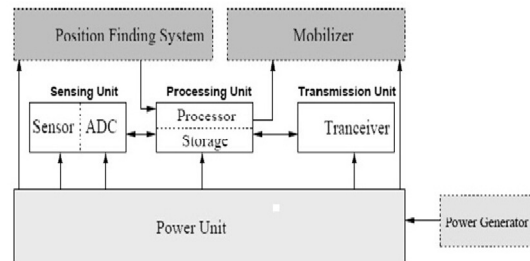 Position Finding System
Mobilizer
Sensing Unit
Processing Unit
Transmission Unit
Sensor
ADC
Processor
Storage
Tranceiver
Power Unit
Power Generator